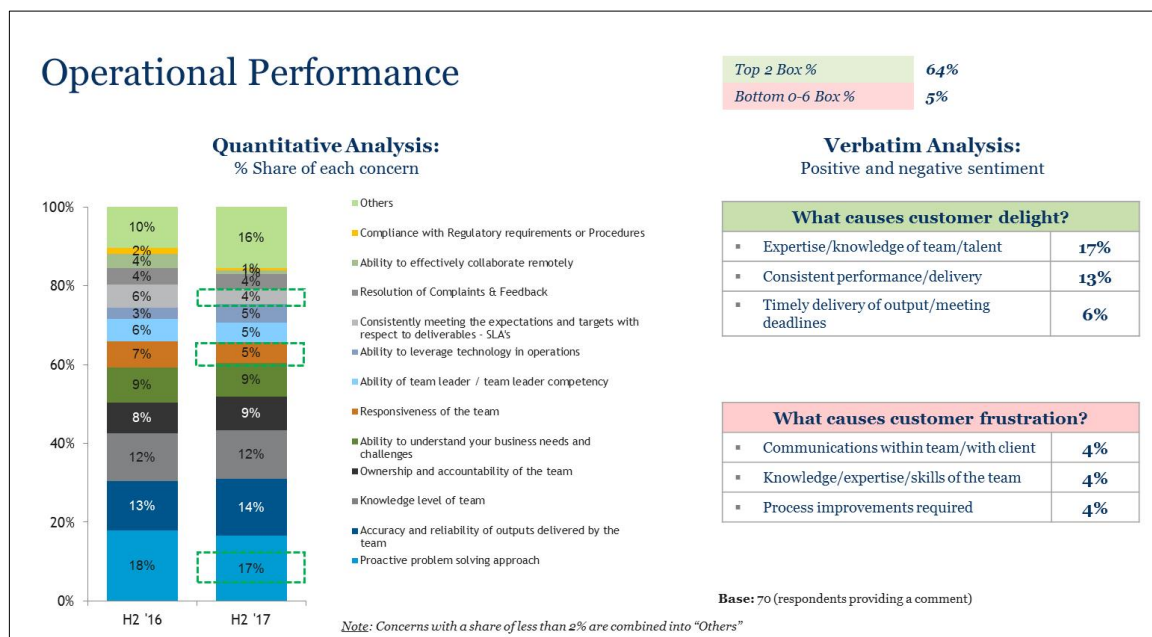 Operational Performance
Top 2 Box % 64%
Bottom 0-6 Box % 5%
Quantitative Analysis:
% Share of each concern
Verbatim Analysis:
Positive and negative sentiment
100%
80%
60%
40%
20%
0%
10%
2%
4%
4%
6%
3%
6%
7%
9%
8%
12%
13%
18%
H2 '16
16%
1%
1%
4%
4%
5%
5%
5%
9%
9%
12%
14%
17%
H2 '17
Others
Compliance with Regulatory requirements or Procedures
Ability to effectively collaborate remotely
Resolution of Complaints & Feedback
Consistently meeting the expectations and targets with
respect to deliverables - SLA's
Ability to leverage technology in operations
Ability of team leader / team leader competency
Responsiveness of the team
Ability to understand your business needs and
challenges
Ownership and accountability of the team
Knowledge level of team
Accuracy and reliability of outputs delivered by the
team
Proactive problem solving approach
Note: Concerns with a share of less than 2% are combined into “Others”
What causes customer delight?
Expertise/knowledge of team/talent 17%
Consistent performance/delivery 13%
Timely delivery of output/meeting
deadlines 6%
What causes customer frustration?
Communications within team/with client 4%
Knowledge/expertise/skills of the team 4%
Process improvements required 4%
Base: 70 (respondents providing a comment)